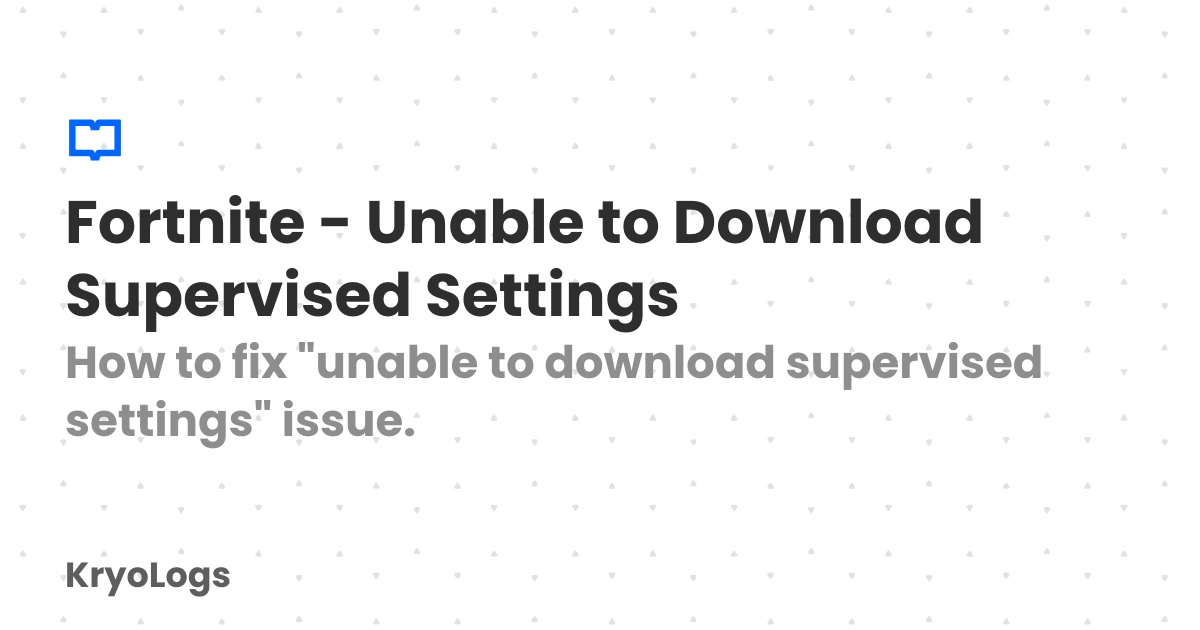 Fortnite - Unable to Download
Supervised Settings
How to fix "unable to download supervised
settings" issue.
KryoLogs